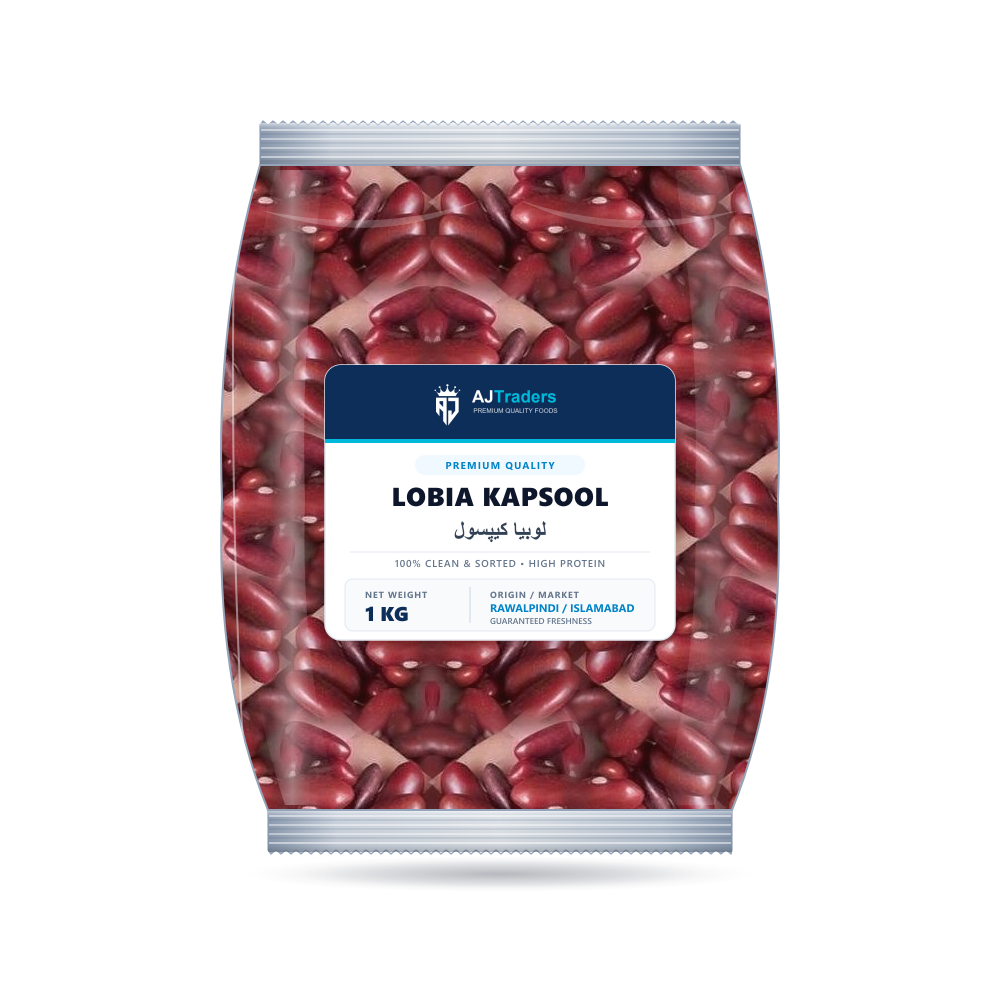 AJ
AJTraders
PREMIUM QUALITY FOODS
PREMIUM QUALITY
LOBIA KAPSOOL
لوبیا کیپسول
100% CLEAN & SORTED • HIGH PROTEIN
NET WEIGHT
1 KG
ORIGIN / MARKET
RAWALPINDI / ISLAMABAD
GUARANTEED FRESHNESS